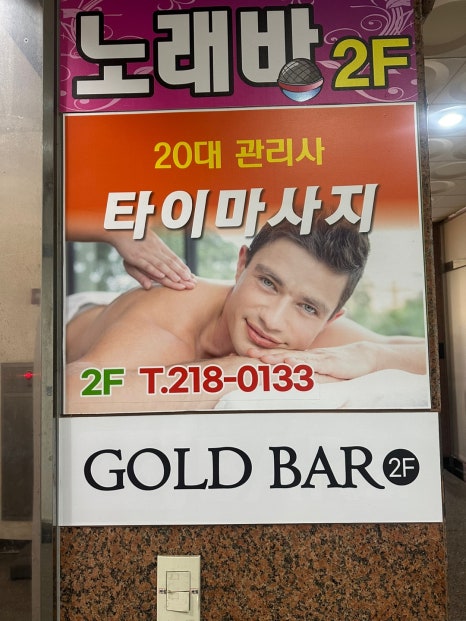 노래방 2F
20대 관리사
타이마사지
2F T.218-0133
GOLD BAR 2F